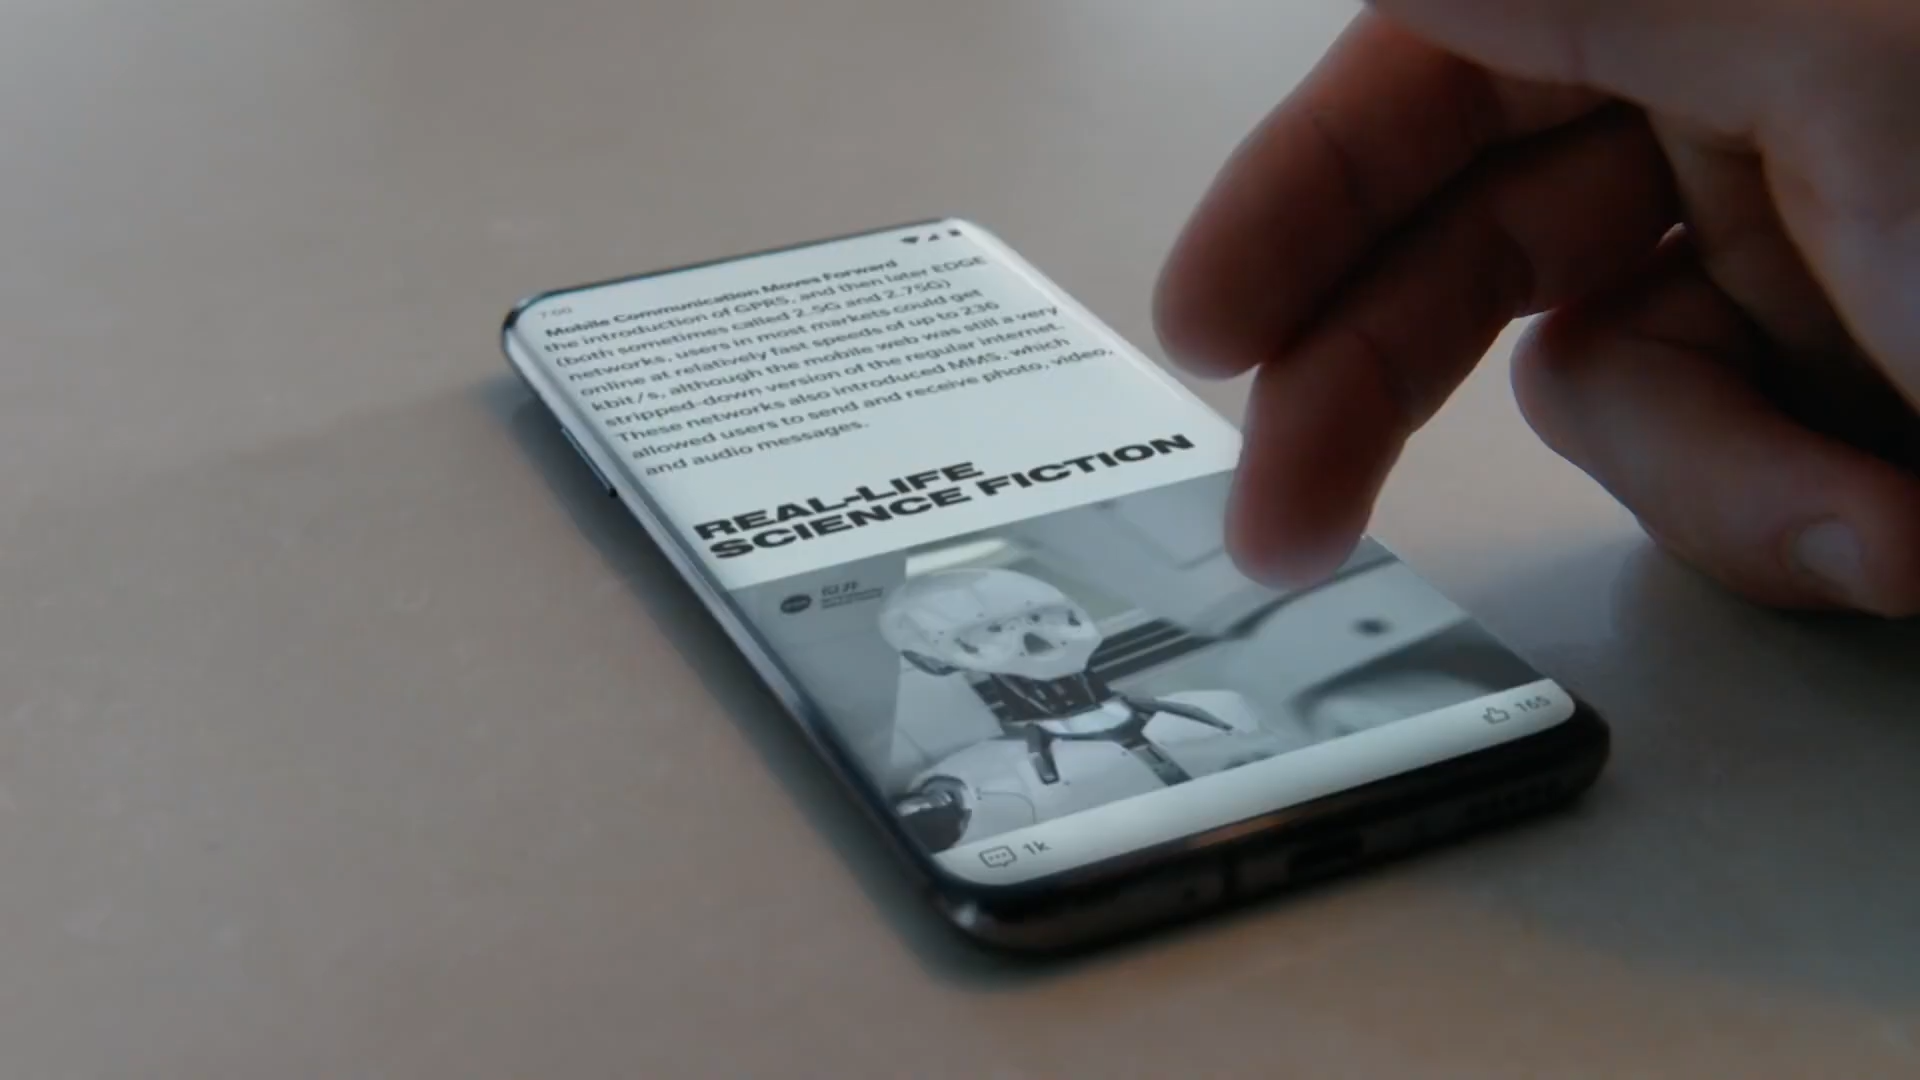 7:00
Mobile Communication Moves Forward
the introduction of GPRS, and then later EDGE
(both sometimes called 2.5G and 2.75G)
networks, users in most markets could get
online at relatively fast speeds of up to 236
kbit/s, although the mobile web was still a very
stripped-down version of the regular internet.
These networks also introduced MMS, which
allowed users to send and receive photo, video,
and audio messages.
REAL-LIFE
SCIENCE FICTION
165
1k